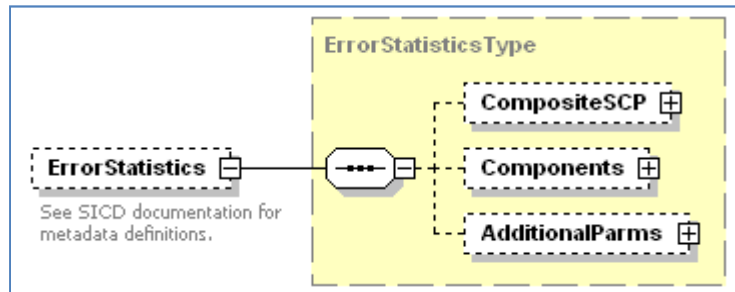 ErrorStatisticsType
CompositeSCP
ErrorStatistics
Components
See SICD documentation for
metadata definitions.
AdditionalParms